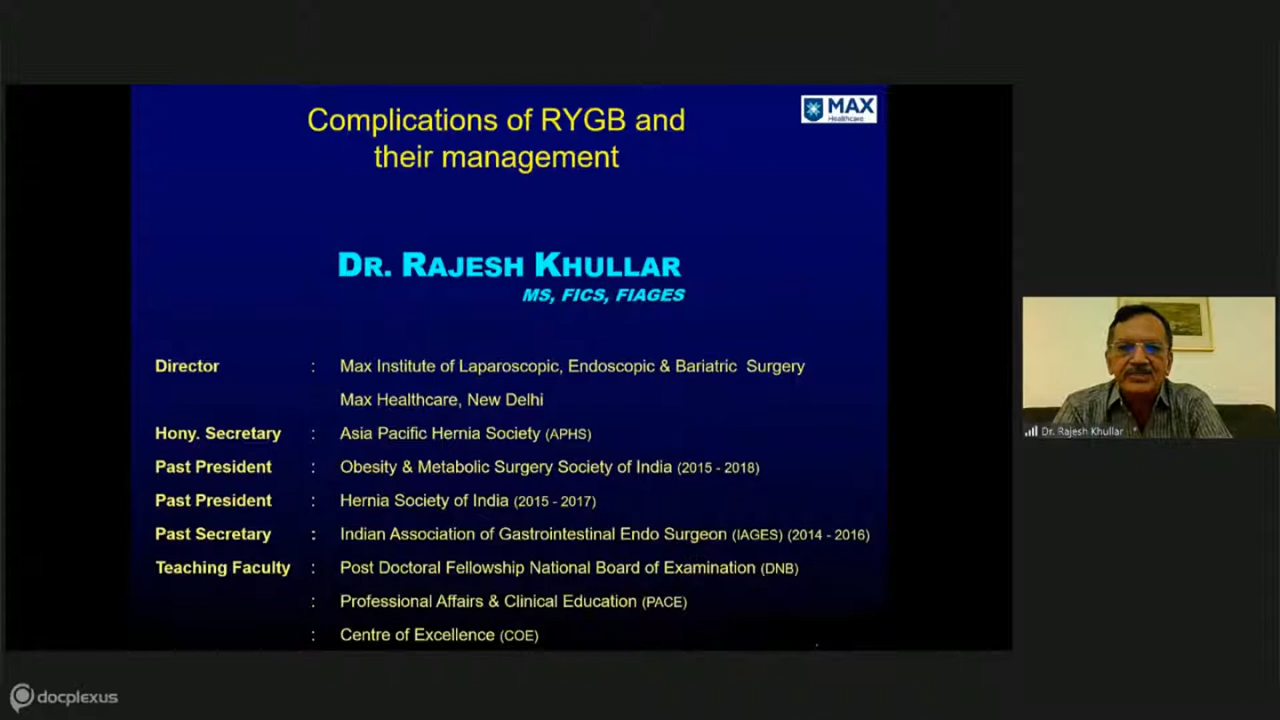 Complications of RYGB and
their management
MAX
Healthcare
DR. RAJESH KHULLAR
MS, FICS, FIAGES
Director : Max Institute of Laparoscopic, Endoscopic & Bariatric Surgery
Max Healthcare, New Delhi
Hony. Secretary : Asia Pacific Hernia Society (APHS)
Past President : Obesity & Metabolic Surgery Society of India (2015 - 2018)
Past President : Hernia Society of India (2015 - 2017)
Past Secretary : Indian Association of Gastrointestinal Endo Surgeon (IAGES) (2014 - 2016)
Teaching Faculty : Post Doctoral Fellowship National Board of Examination (DNB)
: Professional Affairs & Clinical Education (PACE)
: Centre of Excellence (COE)
Dr. Rajesh Khullar
docplexus